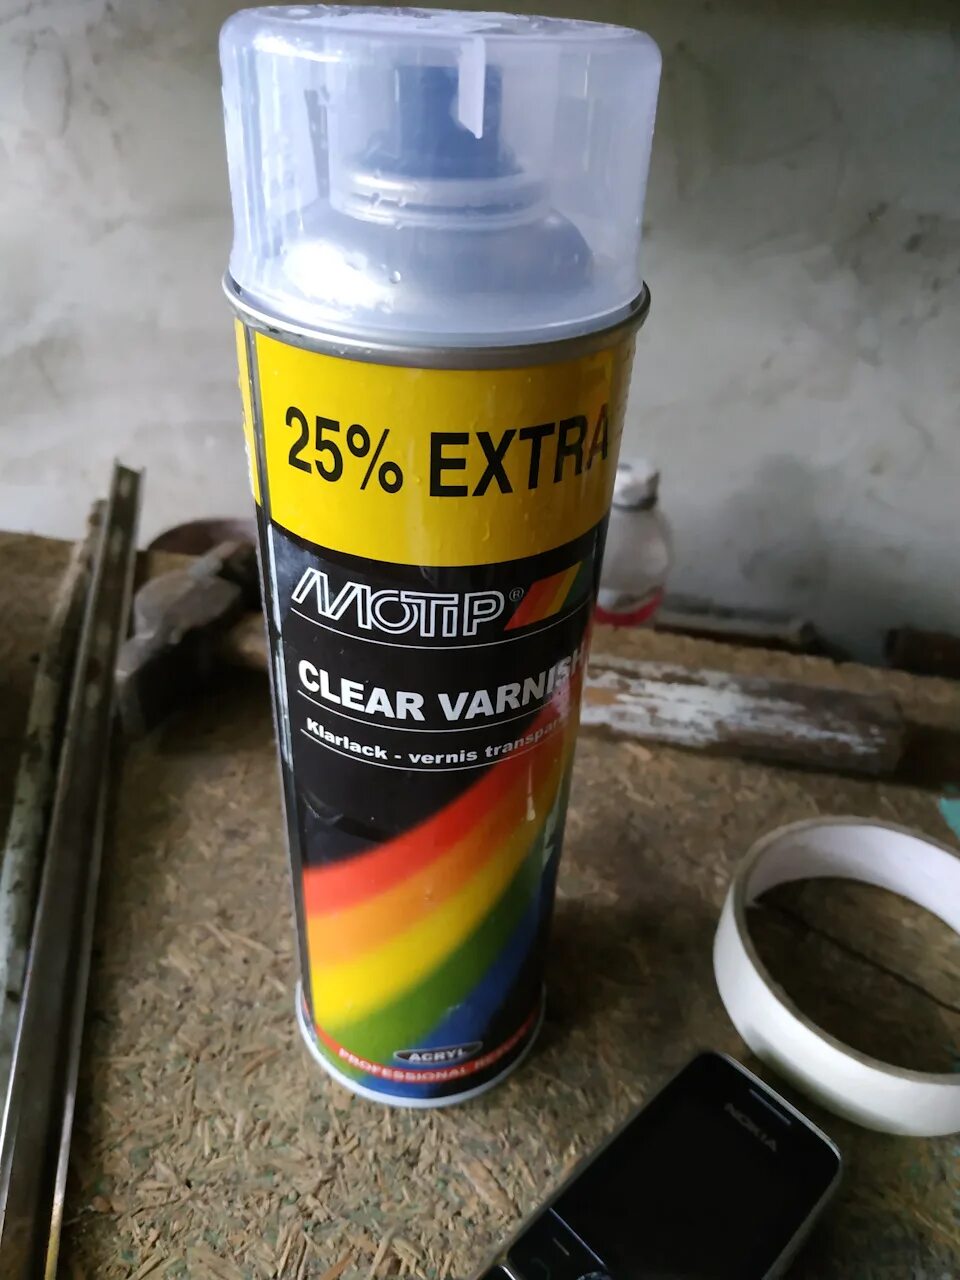 25% EXTRA
MOTIP®
CLEAR VARNISH
Klarlack - vernis transpar
ACRYL
PROFESSIONAL
NOKIA